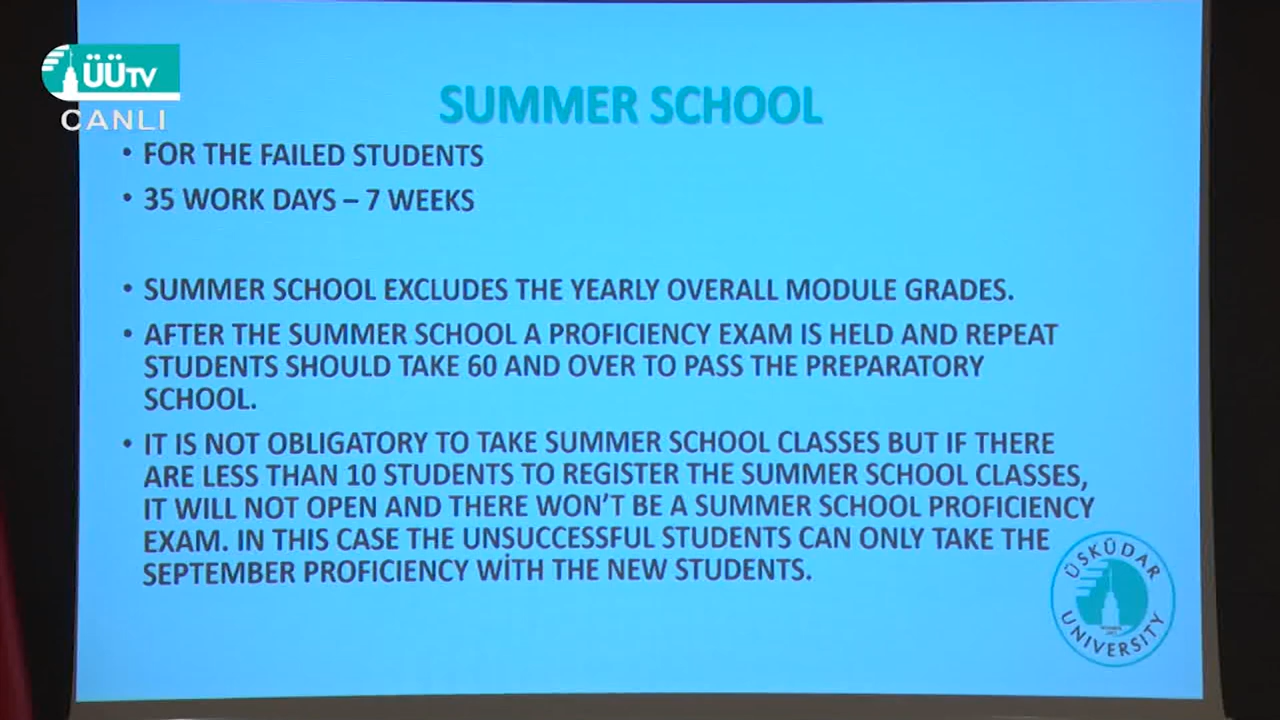 ÜÜTV
CANLI
SUMMER SCHOOL
• FOR THE FAILED STUDENTS
• 35 WORK DAYS – 7 WEEKS
• SUMMER SCHOOL EXCLUDES THE YEARLY OVERALL MODULE GRADES.
• AFTER THE SUMMER SCHOOL A PROFICIENCY EXAM IS HELD AND REPEAT
STUDENTS SHOULD TAKE 60 AND OVER TO PASS THE PREPARATORY
SCHOOL.
• IT IS NOT OBLIGATORY TO TAKE SUMMER SCHOOL CLASSES BUT IF THERE
ARE LESS THAN 10 STUDENTS TO REGISTER THE SUMMER SCHOOL CLASSES,
IT WILL NOT OPEN AND THERE WON'T BE A SUMMER SCHOOL PROFICIENCY
EXAM. IN THIS CASE THE UNSUCCESSFUL STUDENTS CAN ONLY TAKE THE
SEPTEMBER PROFICIENCY WİTH THE NEW STUDENTS.
ÜSKÜDAR
UNIVERSITY